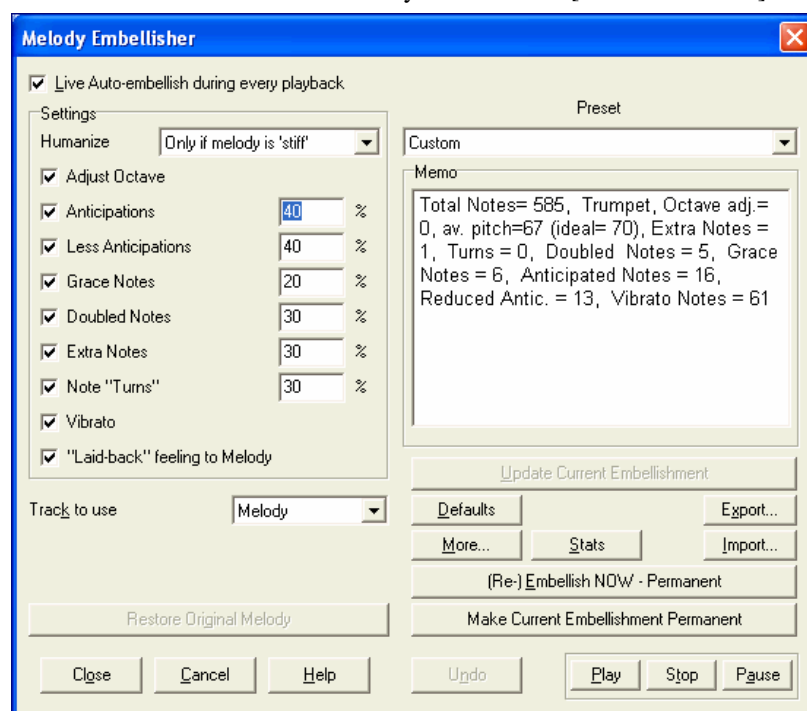 Melody Embellisher
Live Auto-embellish during every playback
Settings
Humanize Only if melody is 'stiff'
Adjust Octave
Anticipations 40 %
Less Anticipations 40 %
Grace Notes 20 %
Doubled Notes 30 %
Extra Notes 30 %
Note "Turns" 30 %
Vibrato
"Laid-back" feeling to Melody
Track to use Melody
Restore Original Melody
Close Cancel Help
Preset
Custom
Memo
Total Notes= 585, Trumpet, Octave adj.=
0, av. pitch=67 (ideal= 70), Extra Notes =
1, Turns = 0, Doubled Notes = 5, Grace
Notes = 6, Anticipated Notes = 16,
Reduced Antic. = 13, Vibrato Notes = 61
Update Current Embellishment
Defaults Export...
More... Stats Import...
(Re-) Embellish NOW - Permanent
Make Current Embellishment Permanent
Undo Play Stop Pause